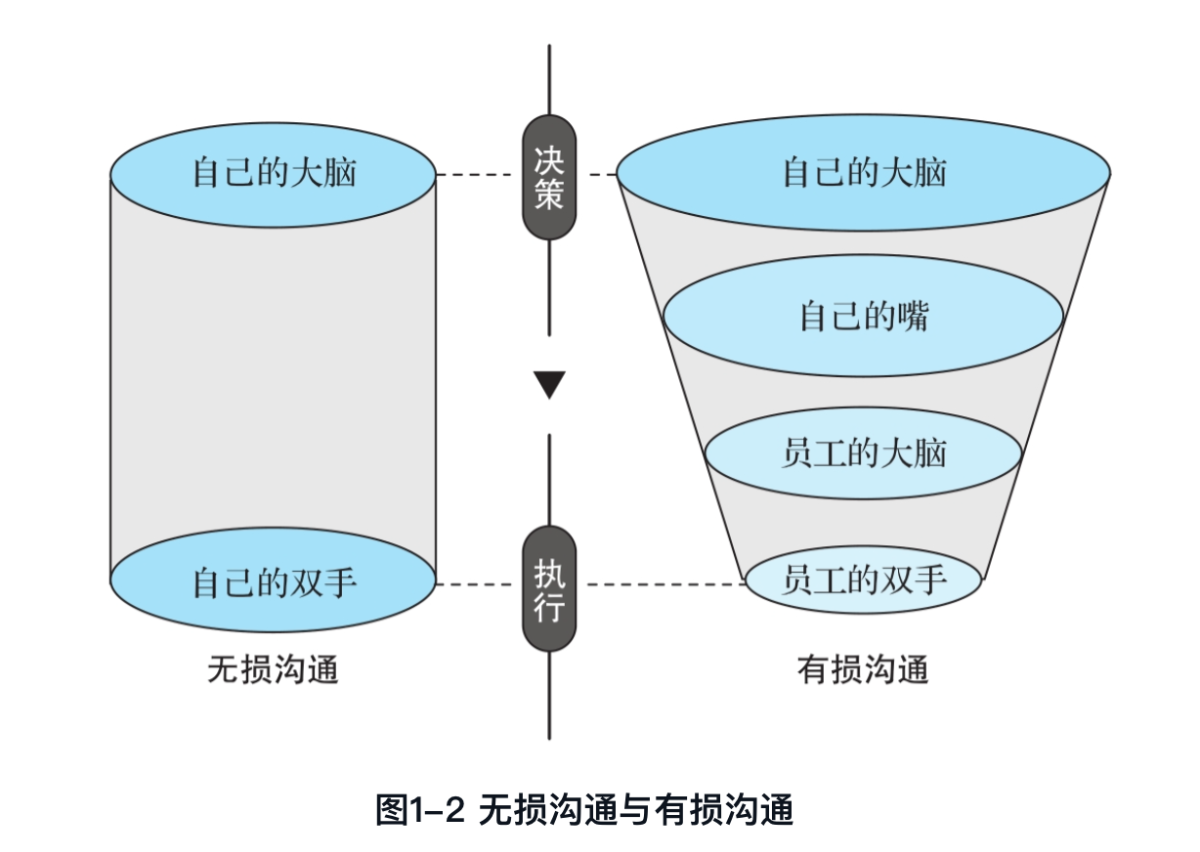 自己的大脑
决策
自己的大脑
自己的嘴
员工的大脑
自己的双手
执行
员工的双手
无损沟通
有损沟通
图1-2 无损沟通与有损沟通